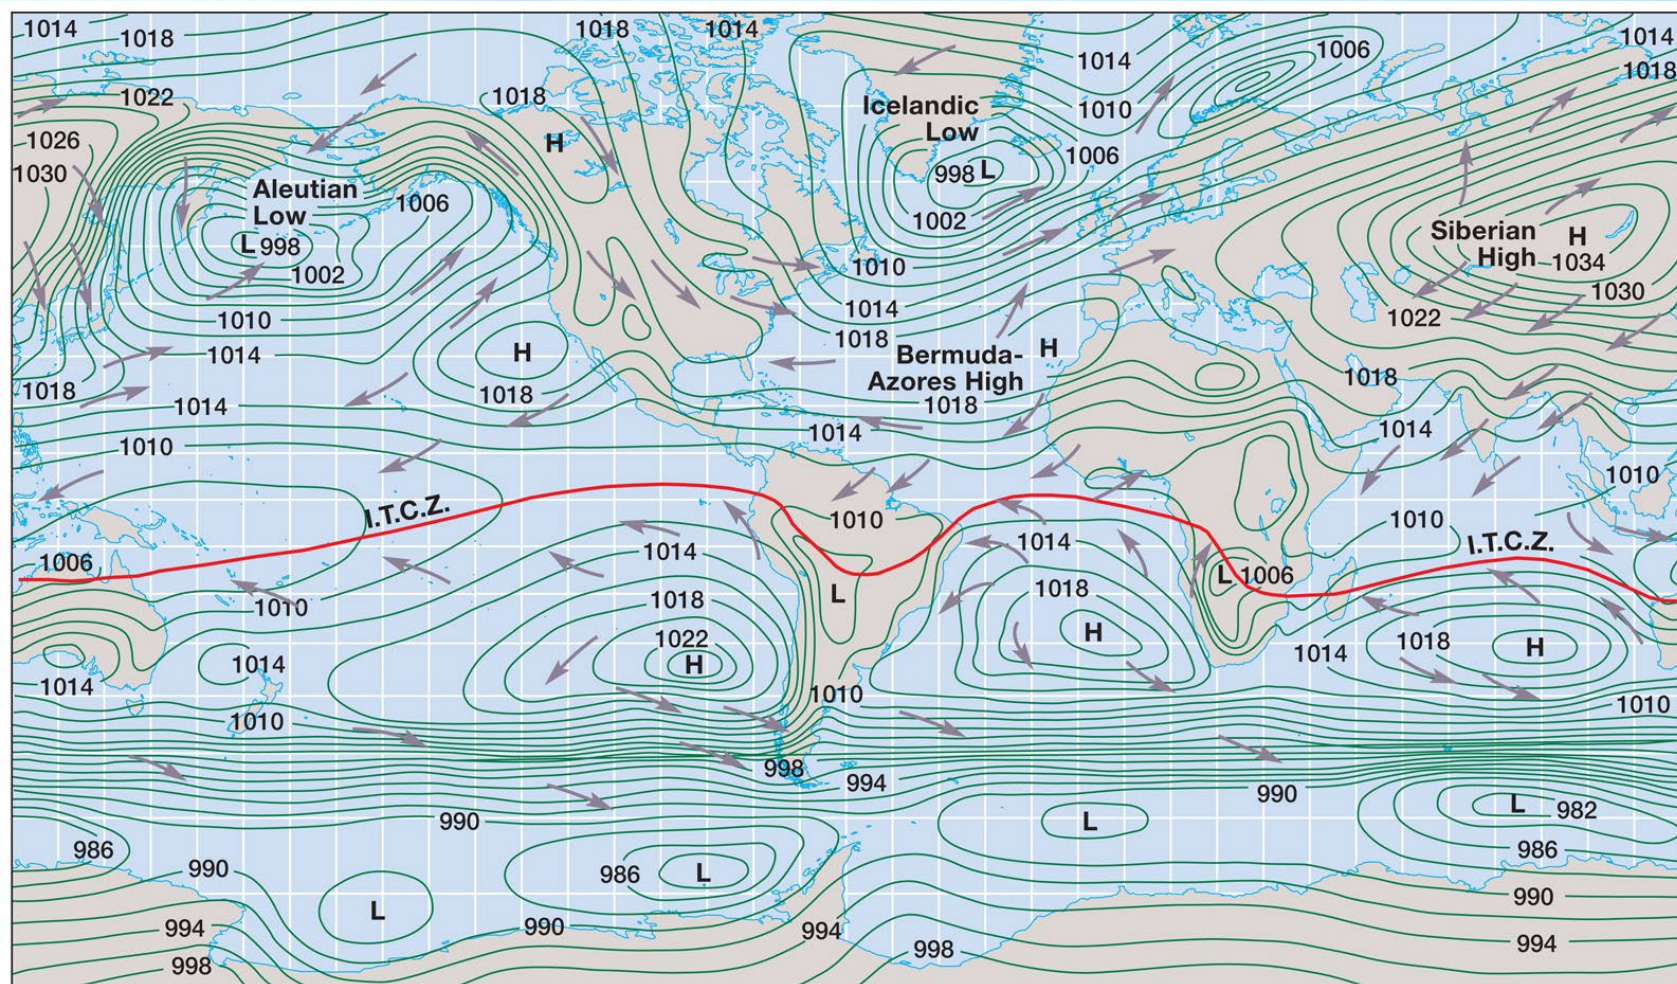 1014
1018
1018
1014
1014
1006
1014
1018
1022
1018
1010
Icelandic
Low
1026
H
1030
998 L
1006
Aleutian
Low
1006
1002
L 998
1002
1010
Siberian
High
H
1034
1030
1010
1014
1022
1014
H
1018
Bermuda-
Azores High
H
1018
1018
1018
1014
1018
1014
1014
1010
1010
I.T.C.Z.
1010
1010
I.T.C.Z.
1014
1014
1006
L 1006
1010
1018
L
1018
1022
H
H
1018
H
1014
1014
1014
1010
1010
1010
998
994
990
990
L
L 982
986
986
L
986
990
990
L
990
994
994
994
998
998